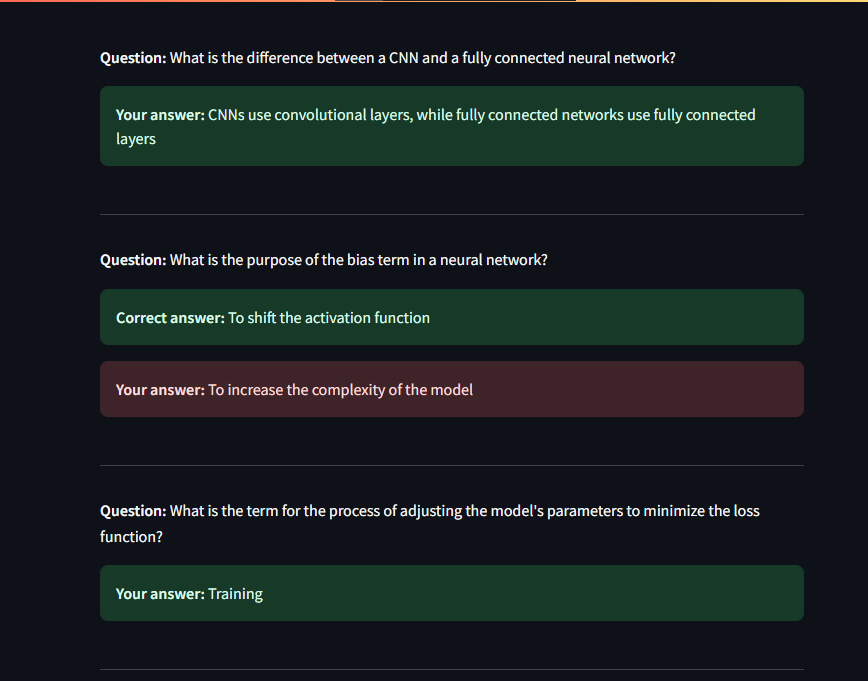 Question: What is the difference between a CNN and a fully connected neural network?
Your answer: CNNs use convolutional layers, while fully connected networks use fully connected
layers
Question: What is the purpose of the bias term in a neural network?
Correct answer: To shift the activation function
Your answer: To increase the complexity of the model
Question: What is the term for the process of adjusting the model's parameters to minimize the loss
function?
Your answer: Training